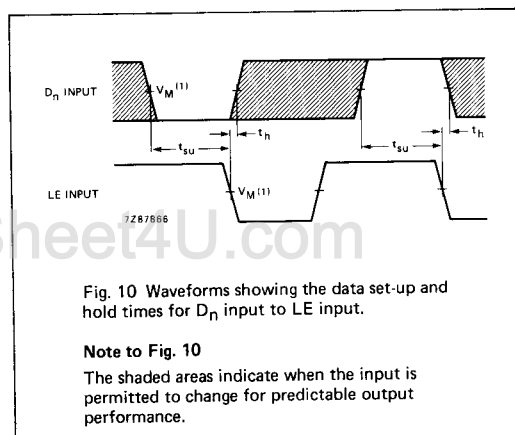 Dn INPUT
VM(1)
th
tsu
tsu
th
LE INPUT
VM(1)
7Z87866
heet4U.com
Fig. 10 Waveforms showing the data set-up and
hold times for Dn input to LE input.
Note to Fig. 10
The shaded areas indicate when the input is
permitted to change for predictable output
performance.